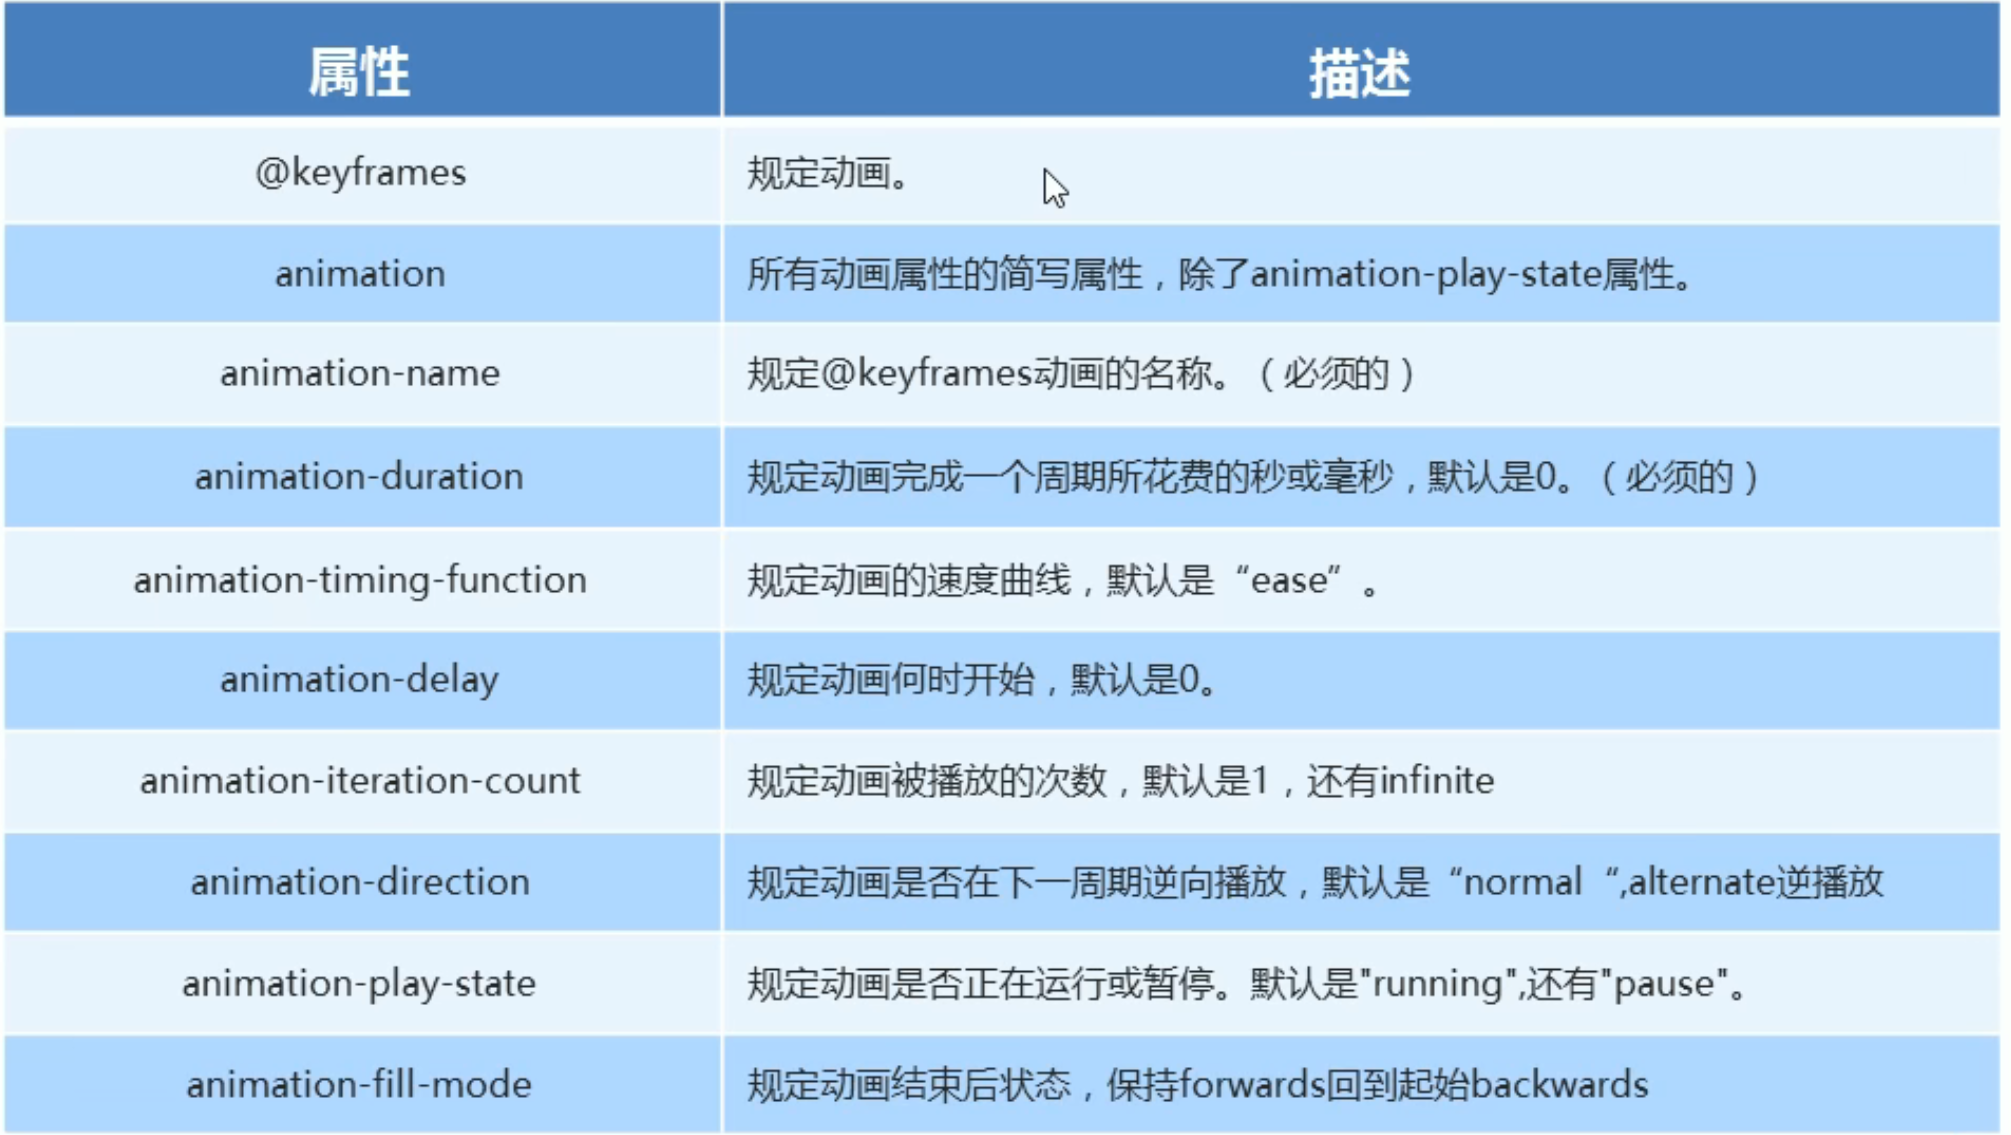 属性 描述
@keyframes 规定动画。
animation 所有动画属性的简写属性，除了animation-play-state属性。
animation-name 规定@keyframes动画的名称。（必须的）
animation-duration 规定动画完成一个周期所花费的秒或毫秒，默认是0。（必须的）
animation-timing-function 规定动画的速度曲线，默认是“ease”。
animation-delay 规定动画何时开始，默认是0。
animation-iteration-count 规定动画被播放的次数，默认是1，还有infinite
animation-direction 规定动画是否在下一周期逆向播放，默认是“normal“,alternate逆播放
animation-play-state 规定动画是否正在运行或暂停。默认是"running",还有"pause"。
animation-fill-mode 规定动画结束后状态，保持forwards回到起始backwards